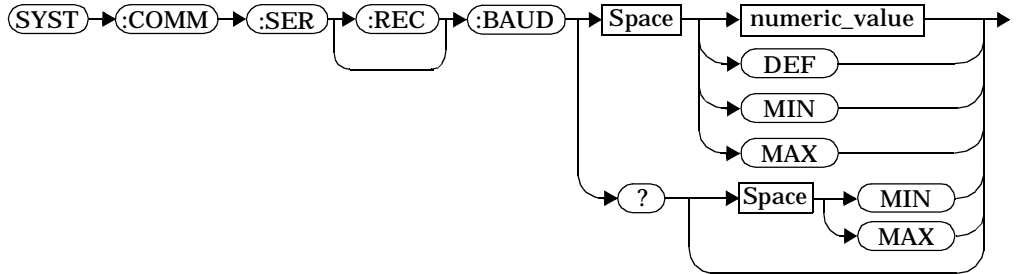 SYST :COMM :SER :REC :BAUD Space numeric_value
DEF
MIN
MAX
? Space MIN
MAX